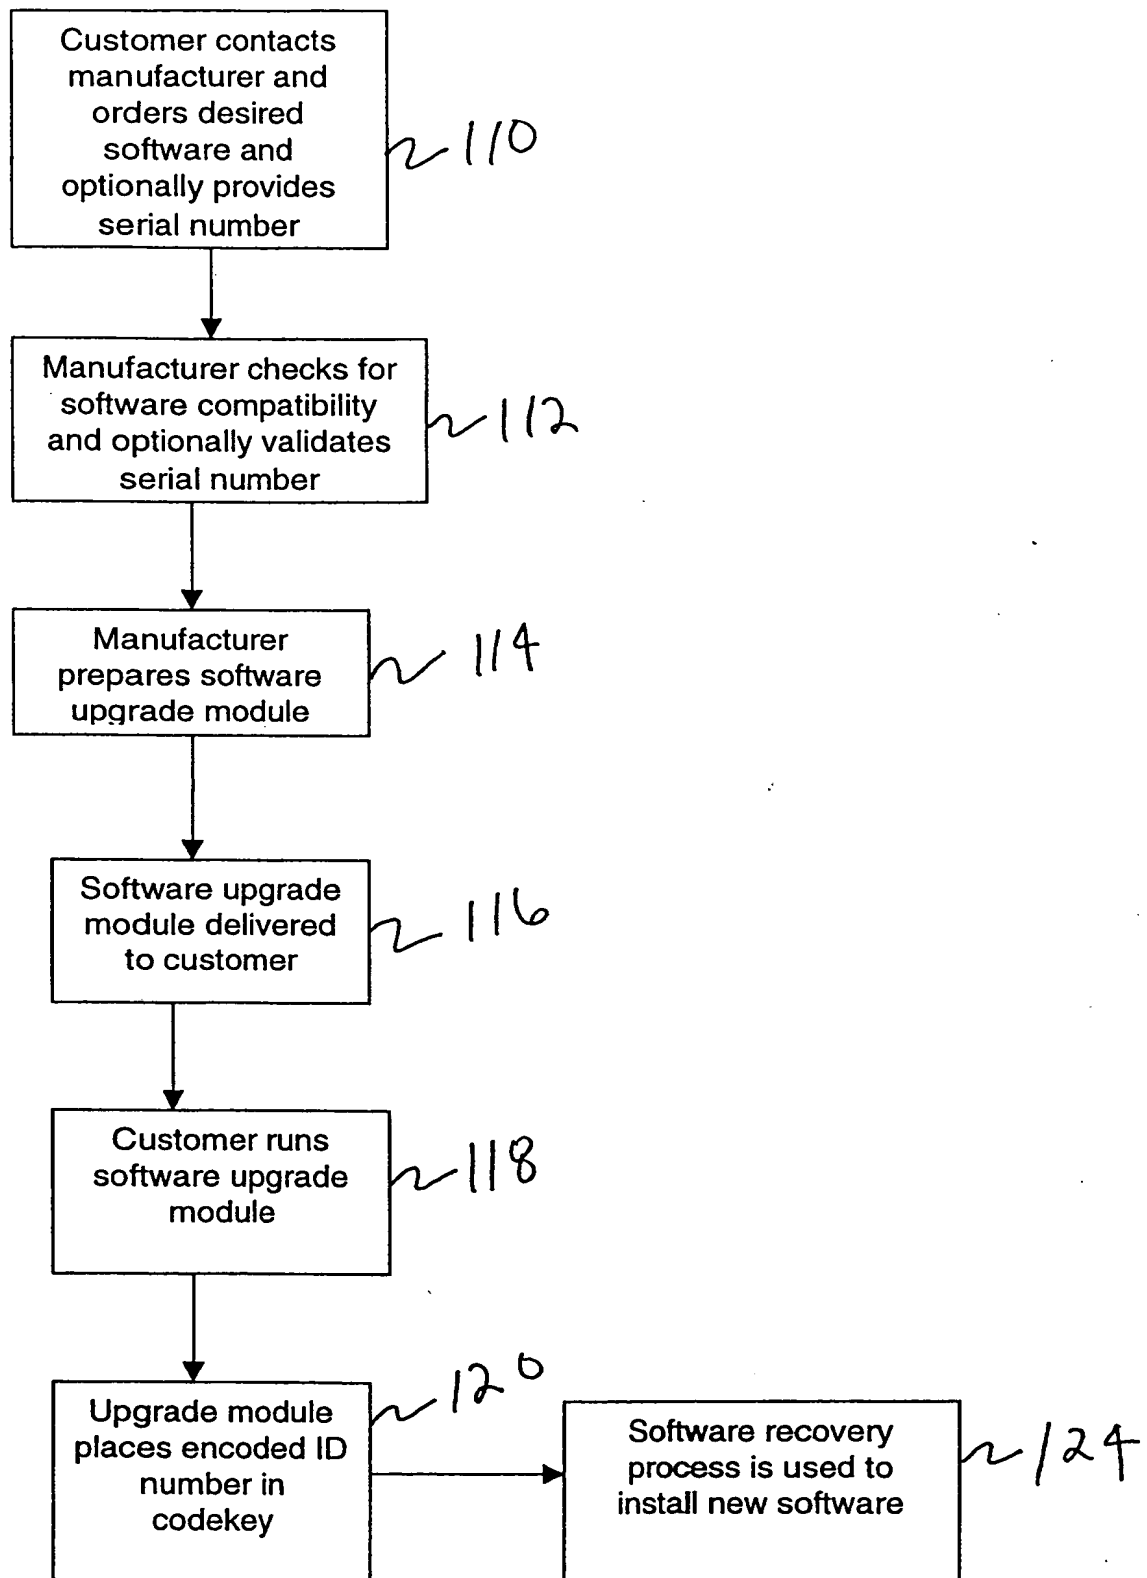 Customer contacts
manufacturer and
orders desired
software and
optionally provides
serial number
110
Manufacturer checks for
software compatibility
and optionally validates
serial number
112
Manufacturer
prepares software
upgrade module
114
Software upgrade
module delivered
to customer
116
Customer runs
software upgrade
module
118
Upgrade module
places encoded ID
number in
codekey
120
Software recovery
process is used to
install new software
124